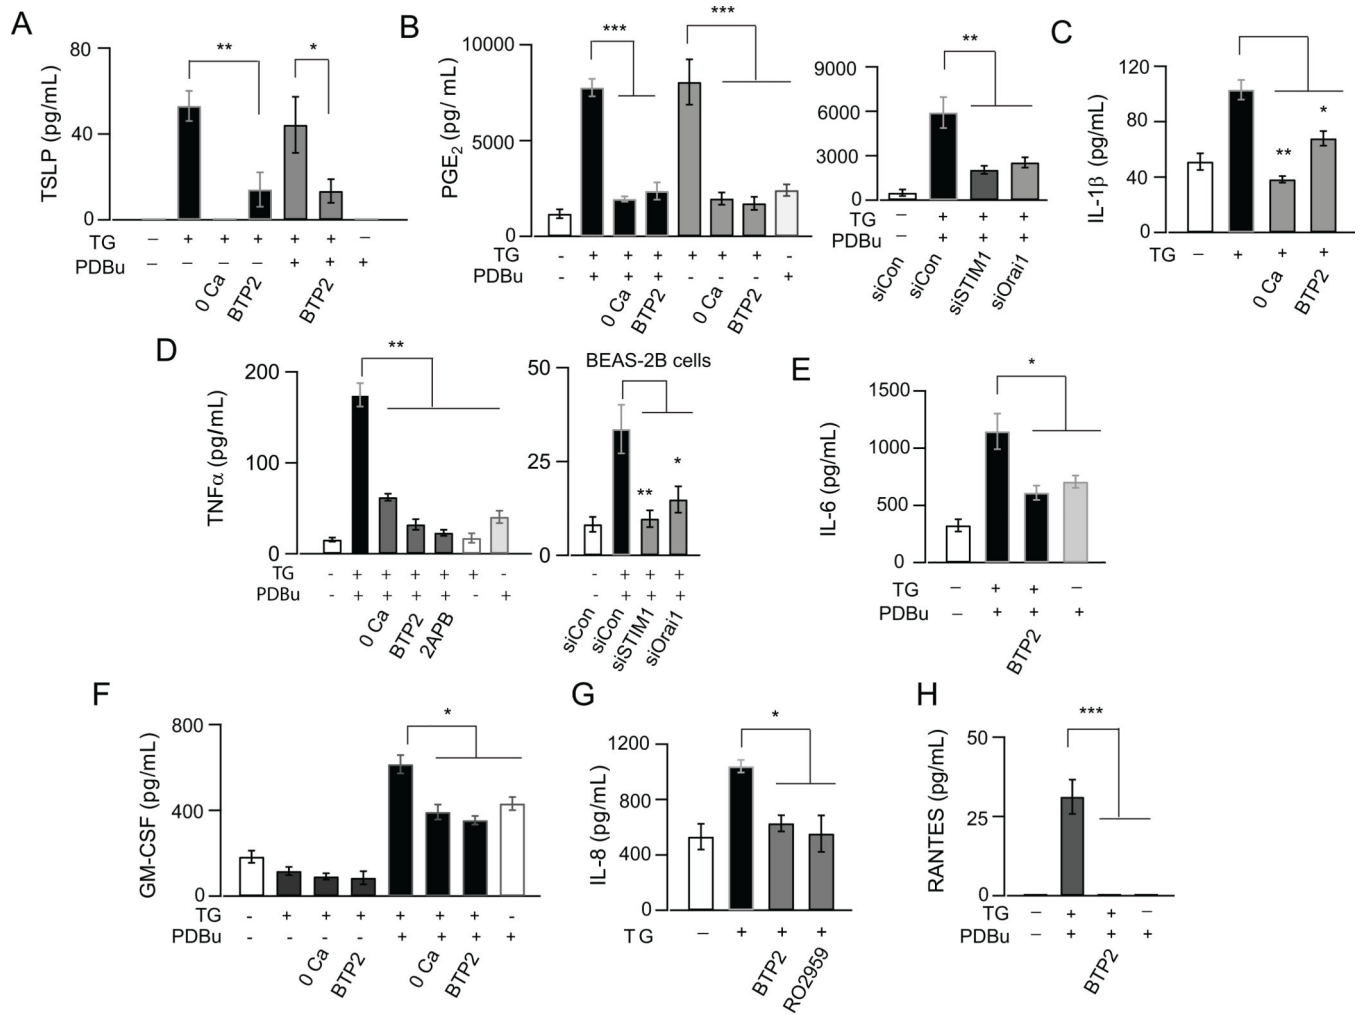 A
TSLP (pg/mL)
80
40
0
** *
TG – + + + + + –
PDBu – – – – + + +
0 Ca BTP2 BTP2
B
PGE2 (pg/ mL)
10000
5000
0
*** ***
TG - + + + + + + -
PDBu - + + + - - - +
0 Ca BTP2 0 Ca BTP2
9000
6000
3000
0
**
TG – + + +
PDBu – + + +
siCon siCon siSTIM1 siOrai1
C
IL-1β (pg/mL)
120
80
40
0
** *
TG – + + +
0 Ca BTP2
D
TNFα (pg/mL)
200
100
0
**
TG - + + + + + -
PDBu - + + + + - +
0 Ca BTP2 2APB
BEAS-2B cells
50
25
0
** *
- + + +
- + + +
siCon siCon siSTIM1 siOrai1
E
IL-6 (pg/mL)
1500
1000
500
0
*
TG – + + –
PDBu – + + +
BTP2
F
GM-CSF (pg/mL)
800
400
0
*
TG - + + + + + + -
PDBu - - - - + + + +
0 Ca BTP2 0 Ca BTP2
G
IL-8 (pg/mL)
1200
800
400
0
*
TG – + + +
BTP2 RO2959
H
RANTES (pg/mL)
50
25
0
***
TG – + + –
PDBu – + + +
BTP2